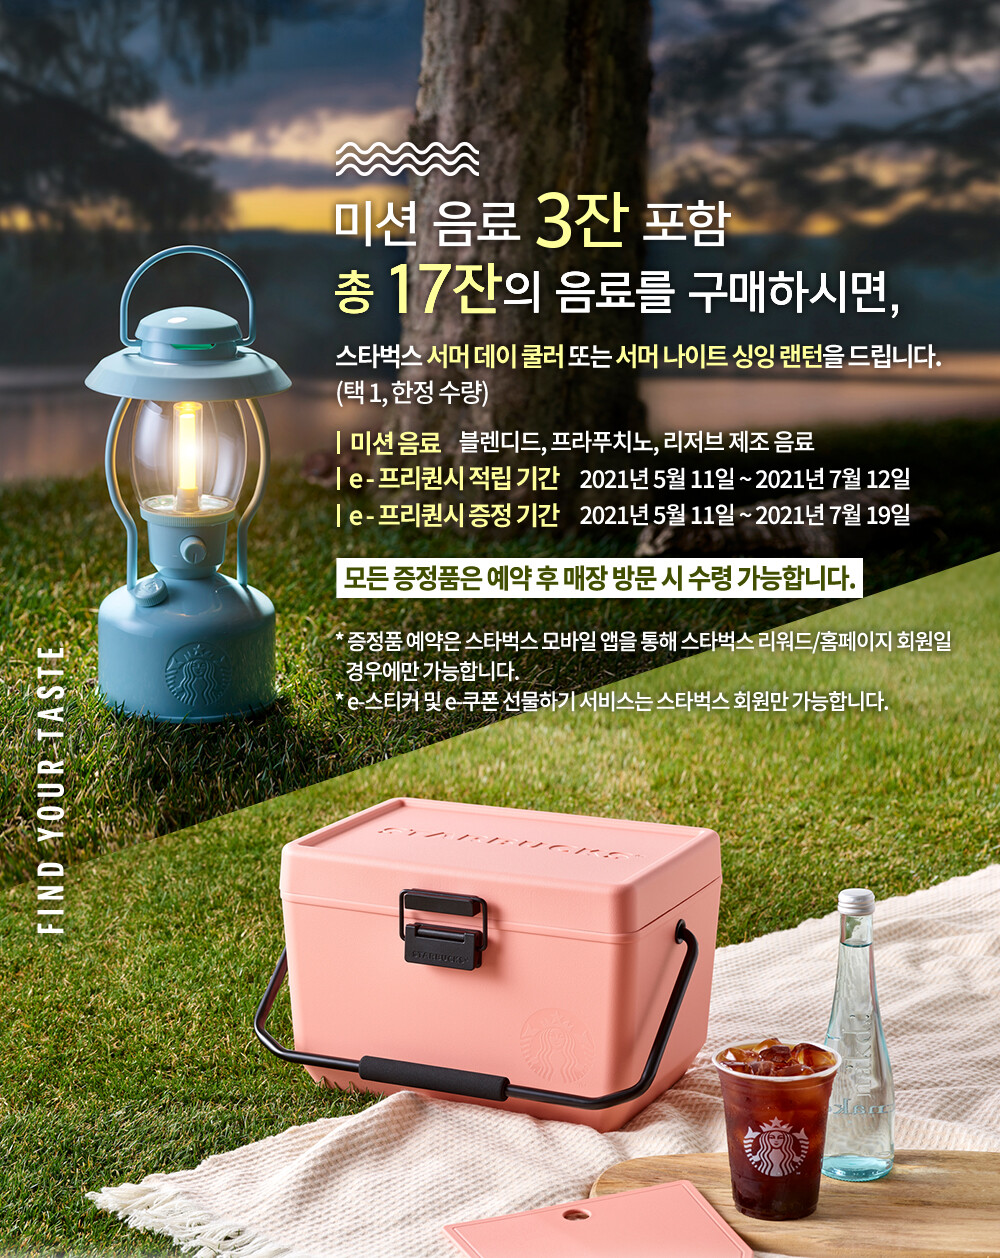 미션 음료 3잔 포함
총 17잔의 음료를 구매하시면,
스타벅스 서머 데이 쿨러 또는 서머 나이트 싱잉 랜턴을 드립니다.
(택 1, 한정 수량)
| 미션 음료 블렌디드, 프라푸치노, 리저브 제조 음료
| e - 프리퀀시 적립 기간 2021년 5월 11일 ~ 2021년 7월 12일
| e - 프리퀀시 증정 기간 2021년 5월 11일 ~ 2021년 7월 19일
모든 증정품은 예약 후 매장 방문 시 수령 가능합니다.
* 증정품 예약은 스타벅스 모바일 앱을 통해 스타벅스 리워드/홈페이지 회원일
경우에만 가능합니다.
* e-스티커 및 e-쿠폰 선물하기 서비스는 스타벅스 회원만 가능합니다.
FIND YOUR TASTE
STARBUCKS
STARBUCKS